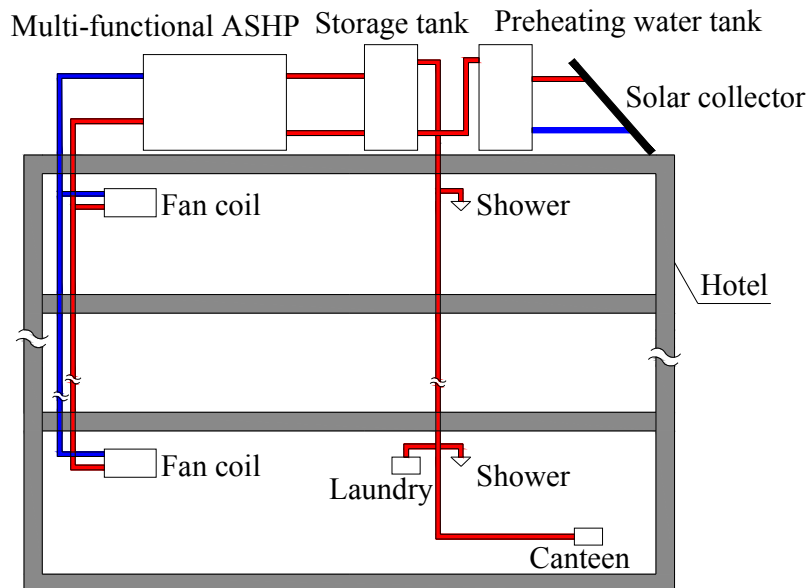 Multi-functional ASHP
Storage tank
Preheating water tank
Solar collector
Fan coil
Shower
Hotel
Fan coil
Laundry
Shower
Canteen